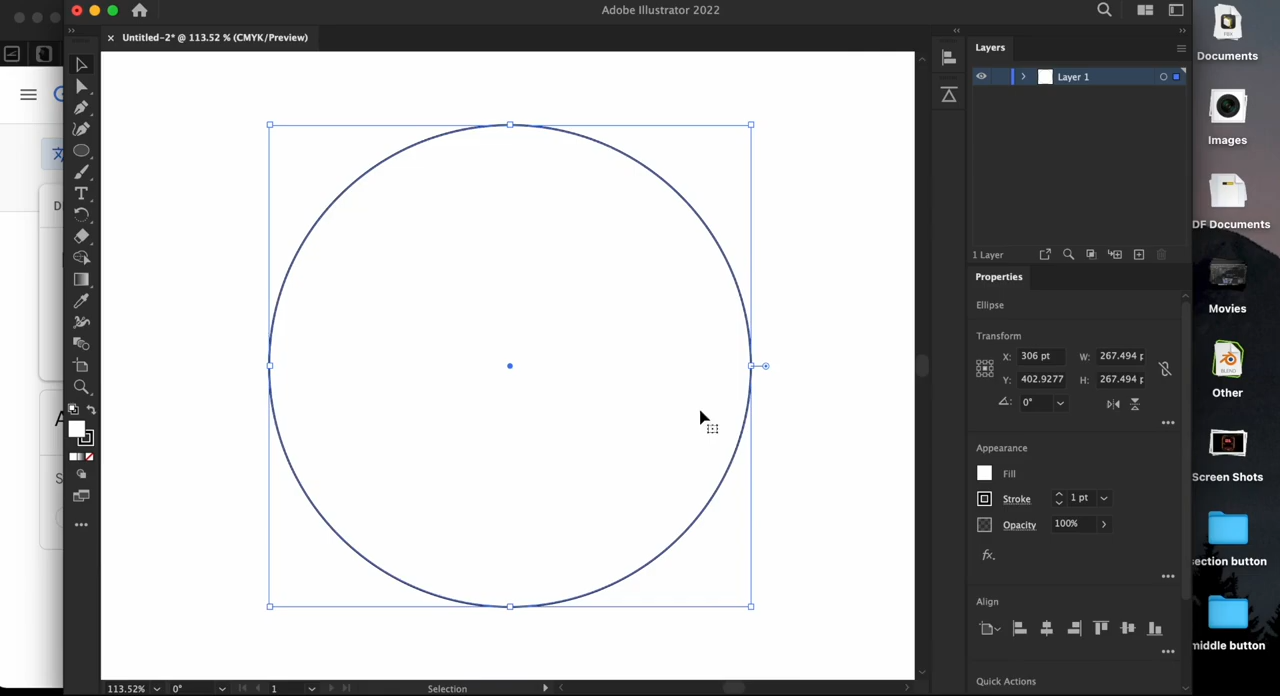 Adobe Illustrator 2022
Untitled-2* @ 113.52 % (CMYK/Preview)
Layers
Layer 1
1 Layer
Properties
Ellipse
Transform
X: 306 pt W: 267.494 p
Y: 402.9277 H: 267.494 p
0°
Appearance
Fill
Stroke 1 pt
Opacity 100%
fx.
Align
Quick Actions
113.52% 0° 1 Selection
T
Documents
Images
DF Documents
Movies
Other
Screen Shots
section button
middle button